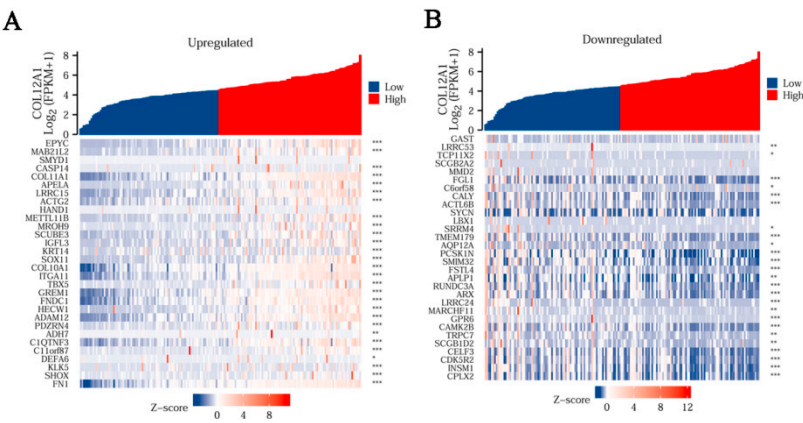 A
Upregulated
COL12A1
Log2 (FPKM+1)
8
6
4
2
0
Low
High
EPYC ***
MAB21L2 ***
SMYD1
CASP14 ***
COL11A1 ***
APELA ***
LRRC15 ***
ACTG2 ***
HAND1
METTL11B ***
MROH9 ***
SCUBE3 ***
IGFL3 ***
KRT14 ***
SOX11 ***
COL10A1 ***
ITGA11 ***
TBX5 ***
GREM1 ***
FNDC1 ***
HECW1 ***
ADAM12 ***
PDZRN4 ***
ADH7 **
C1QTNF3 ***
C11orf87 ***
DEFA6 *
KLK5 ***
SHOX ***
FN1 ***
Z-score
0 4 8
B
Downregulated
COL12A1
Log2 (FPKM+1)
8
6
4
2
0
Low
High
GAST
LRRC53 **
TCP11X2 *
SCGB2A2
MMD2
FGL1 ***
C6orf58 *
CALY ***
ACTL6B ***
SYCN
LBX1
SRRM4 *
TMEM179 ***
AQP12A *
PCSK1N ***
SMIM32 ***
FSTL4 ***
APLP1 **
RUNDC3A ***
ARX ***
LRRC24 **
MARCHF11 **
GPR6 ***
CAMK2B ***
TRPC7 **
SCGB1D2 **
CELF3 ***
CDK5R2 ***
INSM1 ***
CPLX2 ***
Z-score
0 4 8 12